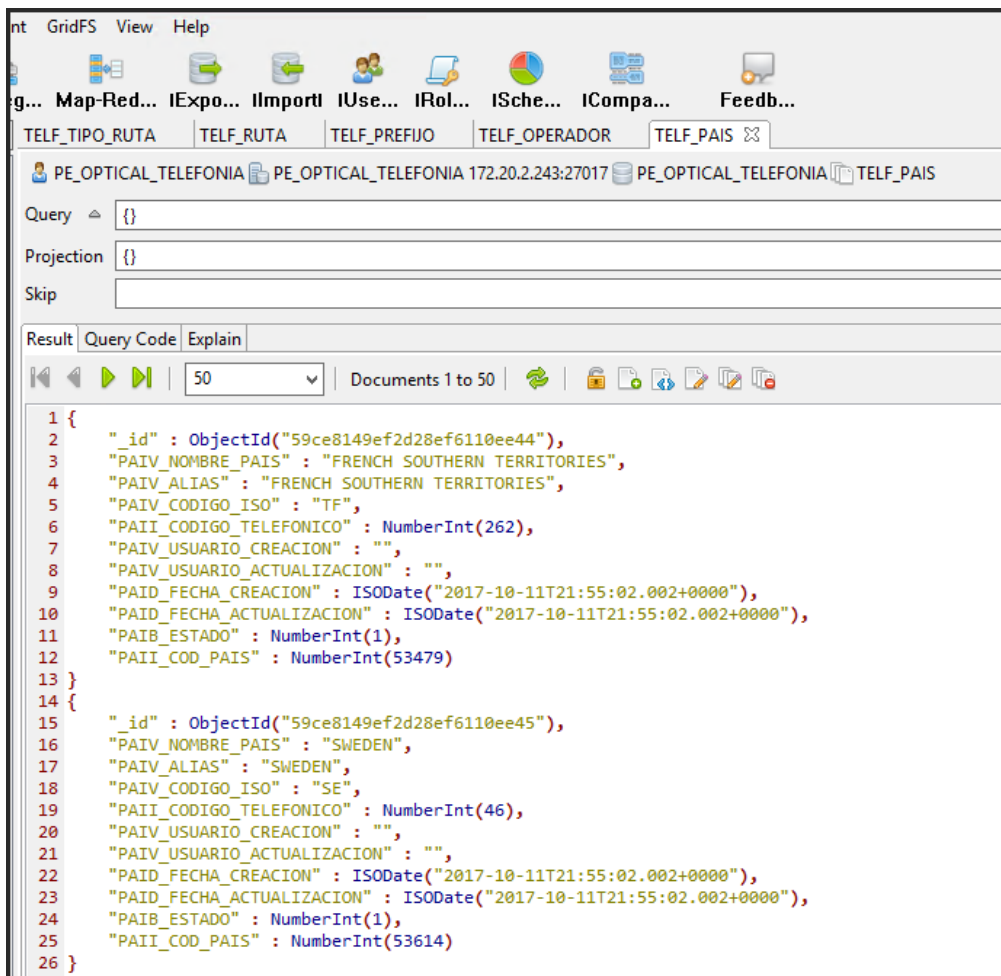 nt GridFS View Help
eg... Map-Red... IExpo... IImportI IUse... IRol... ISche... ICompa... Feedb...
TELF_TIPO_RUTA TELF_RUTA TELF_PREFIJO TELF_OPERADOR TELF_PAIS
PE_OPTICAL_TELEFONIA PE_OPTICAL_TELEFONIA 172.20.2.243:27017 PE_OPTICAL_TELEFONIA TELF_PAIS
Query {}
Projection {}
Skip
Result Query Code Explain
50 Documents 1 to 50
1 {
2 "_id" : ObjectId("59ce8149ef2d28ef6110ee44"),
3 "PAIV_NOMBRE_PAIS" : "FRENCH SOUTHERN TERRITORIES",
4 "PAIV_ALIAS" : "FRENCH SOUTHERN TERRITORIES",
5 "PAIV_CODIGO_ISO" : "TF",
6 "PAII_CODIGO_TELEFONICO" : NumberInt(262),
7 "PAIV_USUARIO_CREACION" : "",
8 "PAIV_USUARIO_ACTUALIZACION" : "",
9 "PAID_FECHA_CREACION" : ISODate("2017-10-11T21:55:02.002+0000"),
10 "PAID_FECHA_ACTUALIZACION" : ISODate("2017-10-11T21:55:02.002+0000"),
11 "PAIB_ESTADO" : NumberInt(1),
12 "PAII_COD_PAIS" : NumberInt(53479)
13 }
14 {
15 "_id" : ObjectId("59ce8149ef2d28ef6110ee45"),
16 "PAIV_NOMBRE_PAIS" : "SWEDEN",
17 "PAIV_ALIAS" : "SWEDEN",
18 "PAIV_CODIGO_ISO" : "SE",
19 "PAII_CODIGO_TELEFONICO" : NumberInt(46),
20 "PAIV_USUARIO_CREACION" : "",
21 "PAIV_USUARIO_ACTUALIZACION" : "",
22 "PAID_FECHA_CREACION" : ISODate("2017-10-11T21:55:02.002+0000"),
23 "PAID_FECHA_ACTUALIZACION" : ISODate("2017-10-11T21:55:02.002+0000"),
24 "PAIB_ESTADO" : NumberInt(1),
25 "PAII_COD_PAIS" : NumberInt(53614)
26 }